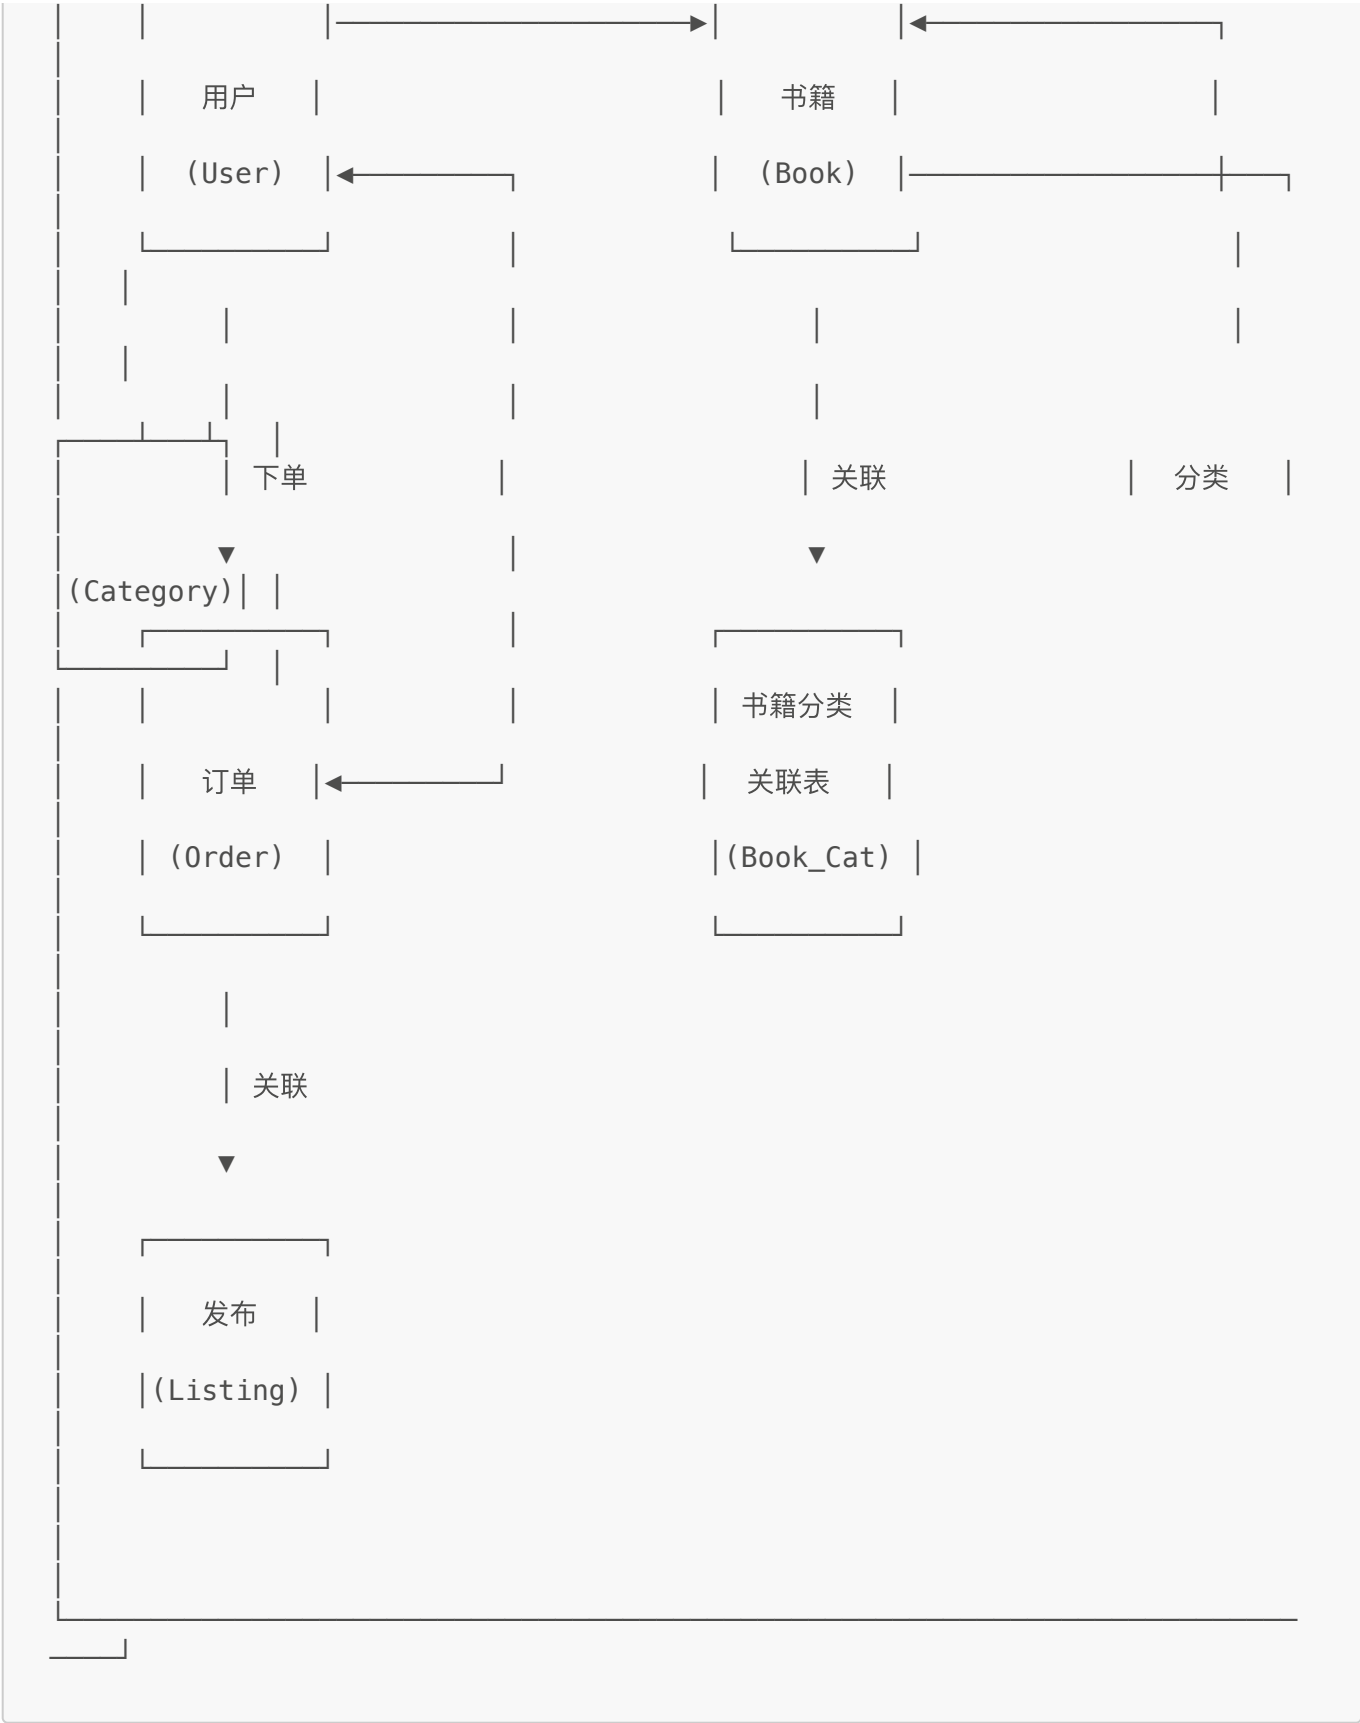 用户 书籍
(User) (Book)
下单 关联 分类
(Category)
书籍分类
订单 关联表
(Order) (Book_Cat)
关联
发布
(Listing)